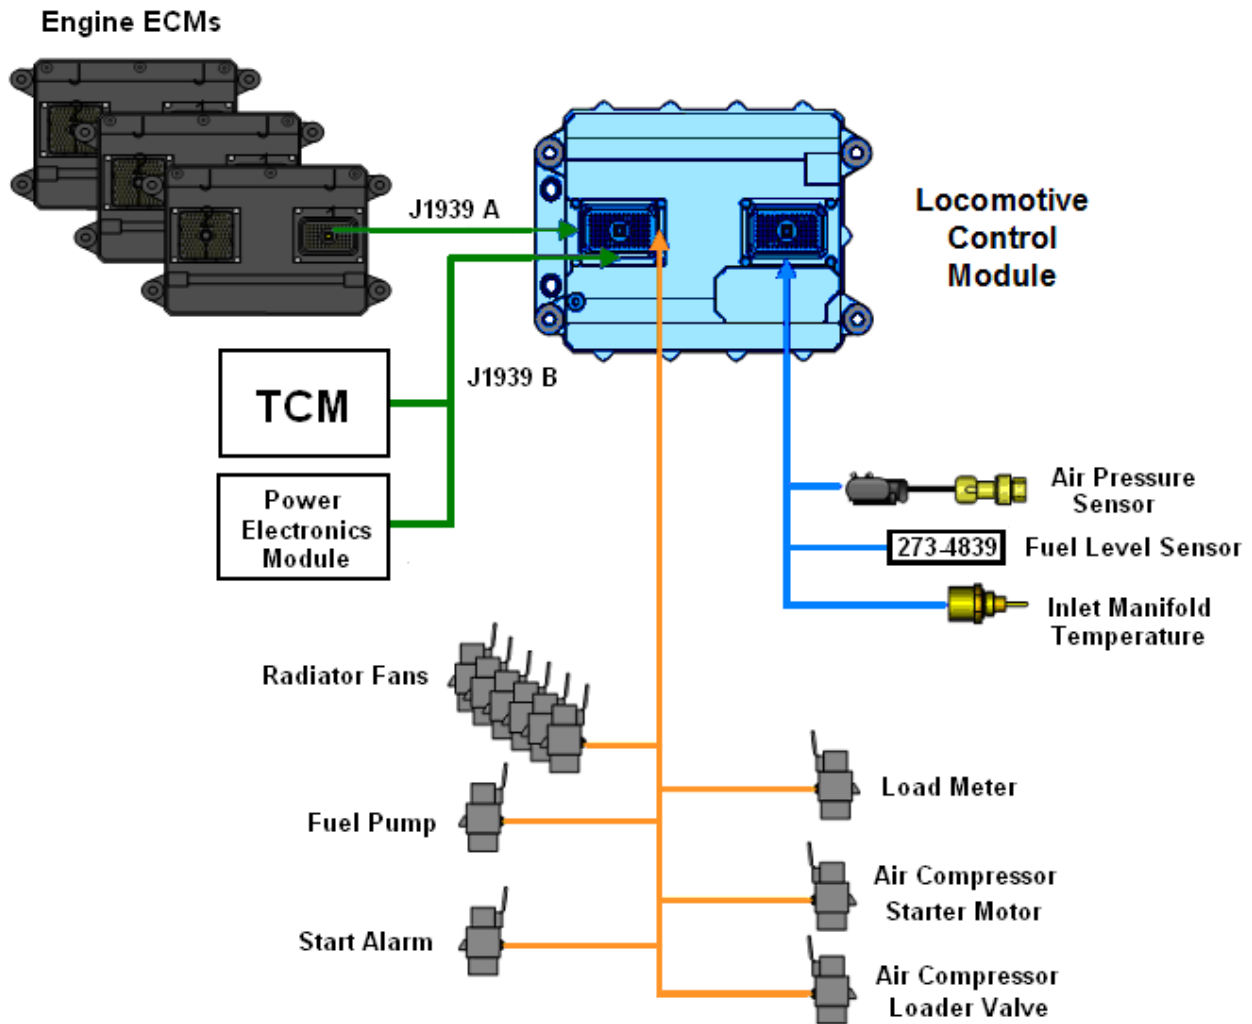 Engine ECMs
J1939 A
Locomotive
Control
Module
J1939 B
TCM
Power
Electronics
Module
Air Pressure
Sensor
273-4839
Fuel Level Sensor
Inlet Manifold
Temperature
Radiator Fans
Load Meter
Fuel Pump
Air Compressor
Starter Motor
Start Alarm
Air Compressor
Loader Valve